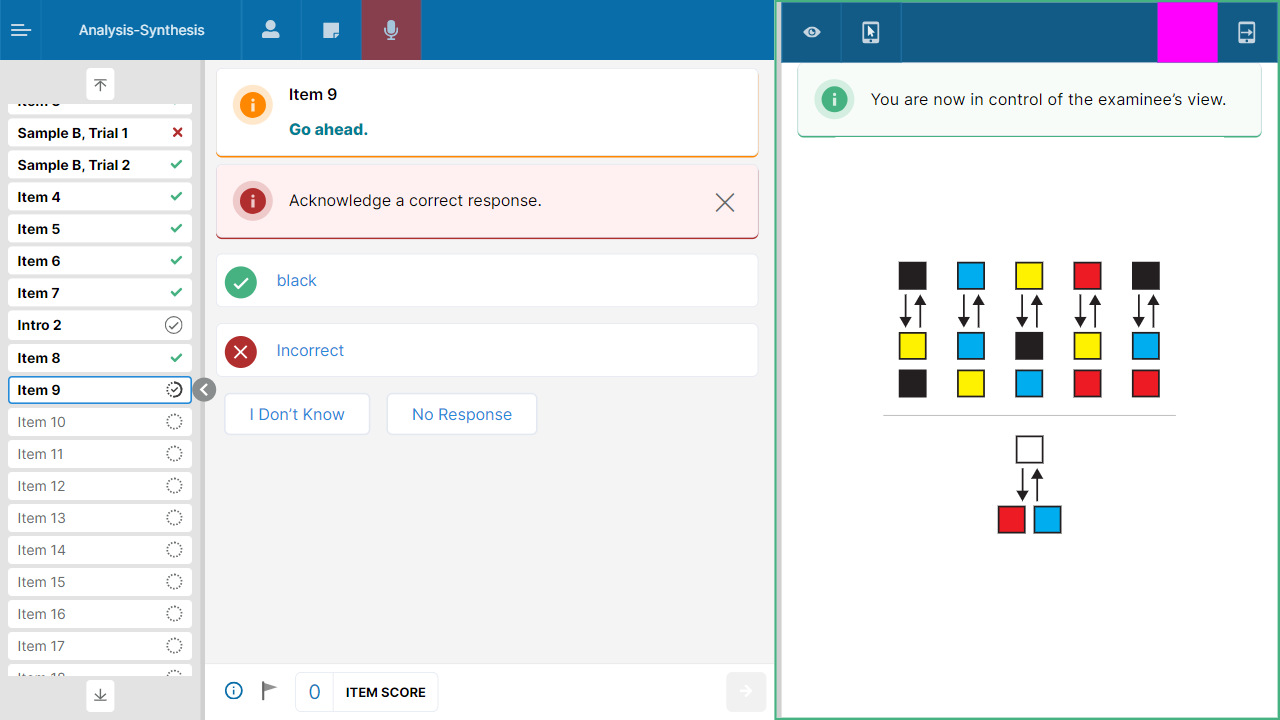 Analysis-Synthesis
Sample B, Trial 1
Sample B, Trial 2
Item 4
Item 5
Item 6
Item 7
Intro 2
Item 8
Item 9
Item 10
Item 11
Item 12
Item 13
Item 14
Item 15
Item 16
Item 17
Item 9
Go ahead.
Acknowledge a correct response.
black
Incorrect
I Don't Know
No Response
0
ITEM SCORE
You are now in control of the examinee's view.